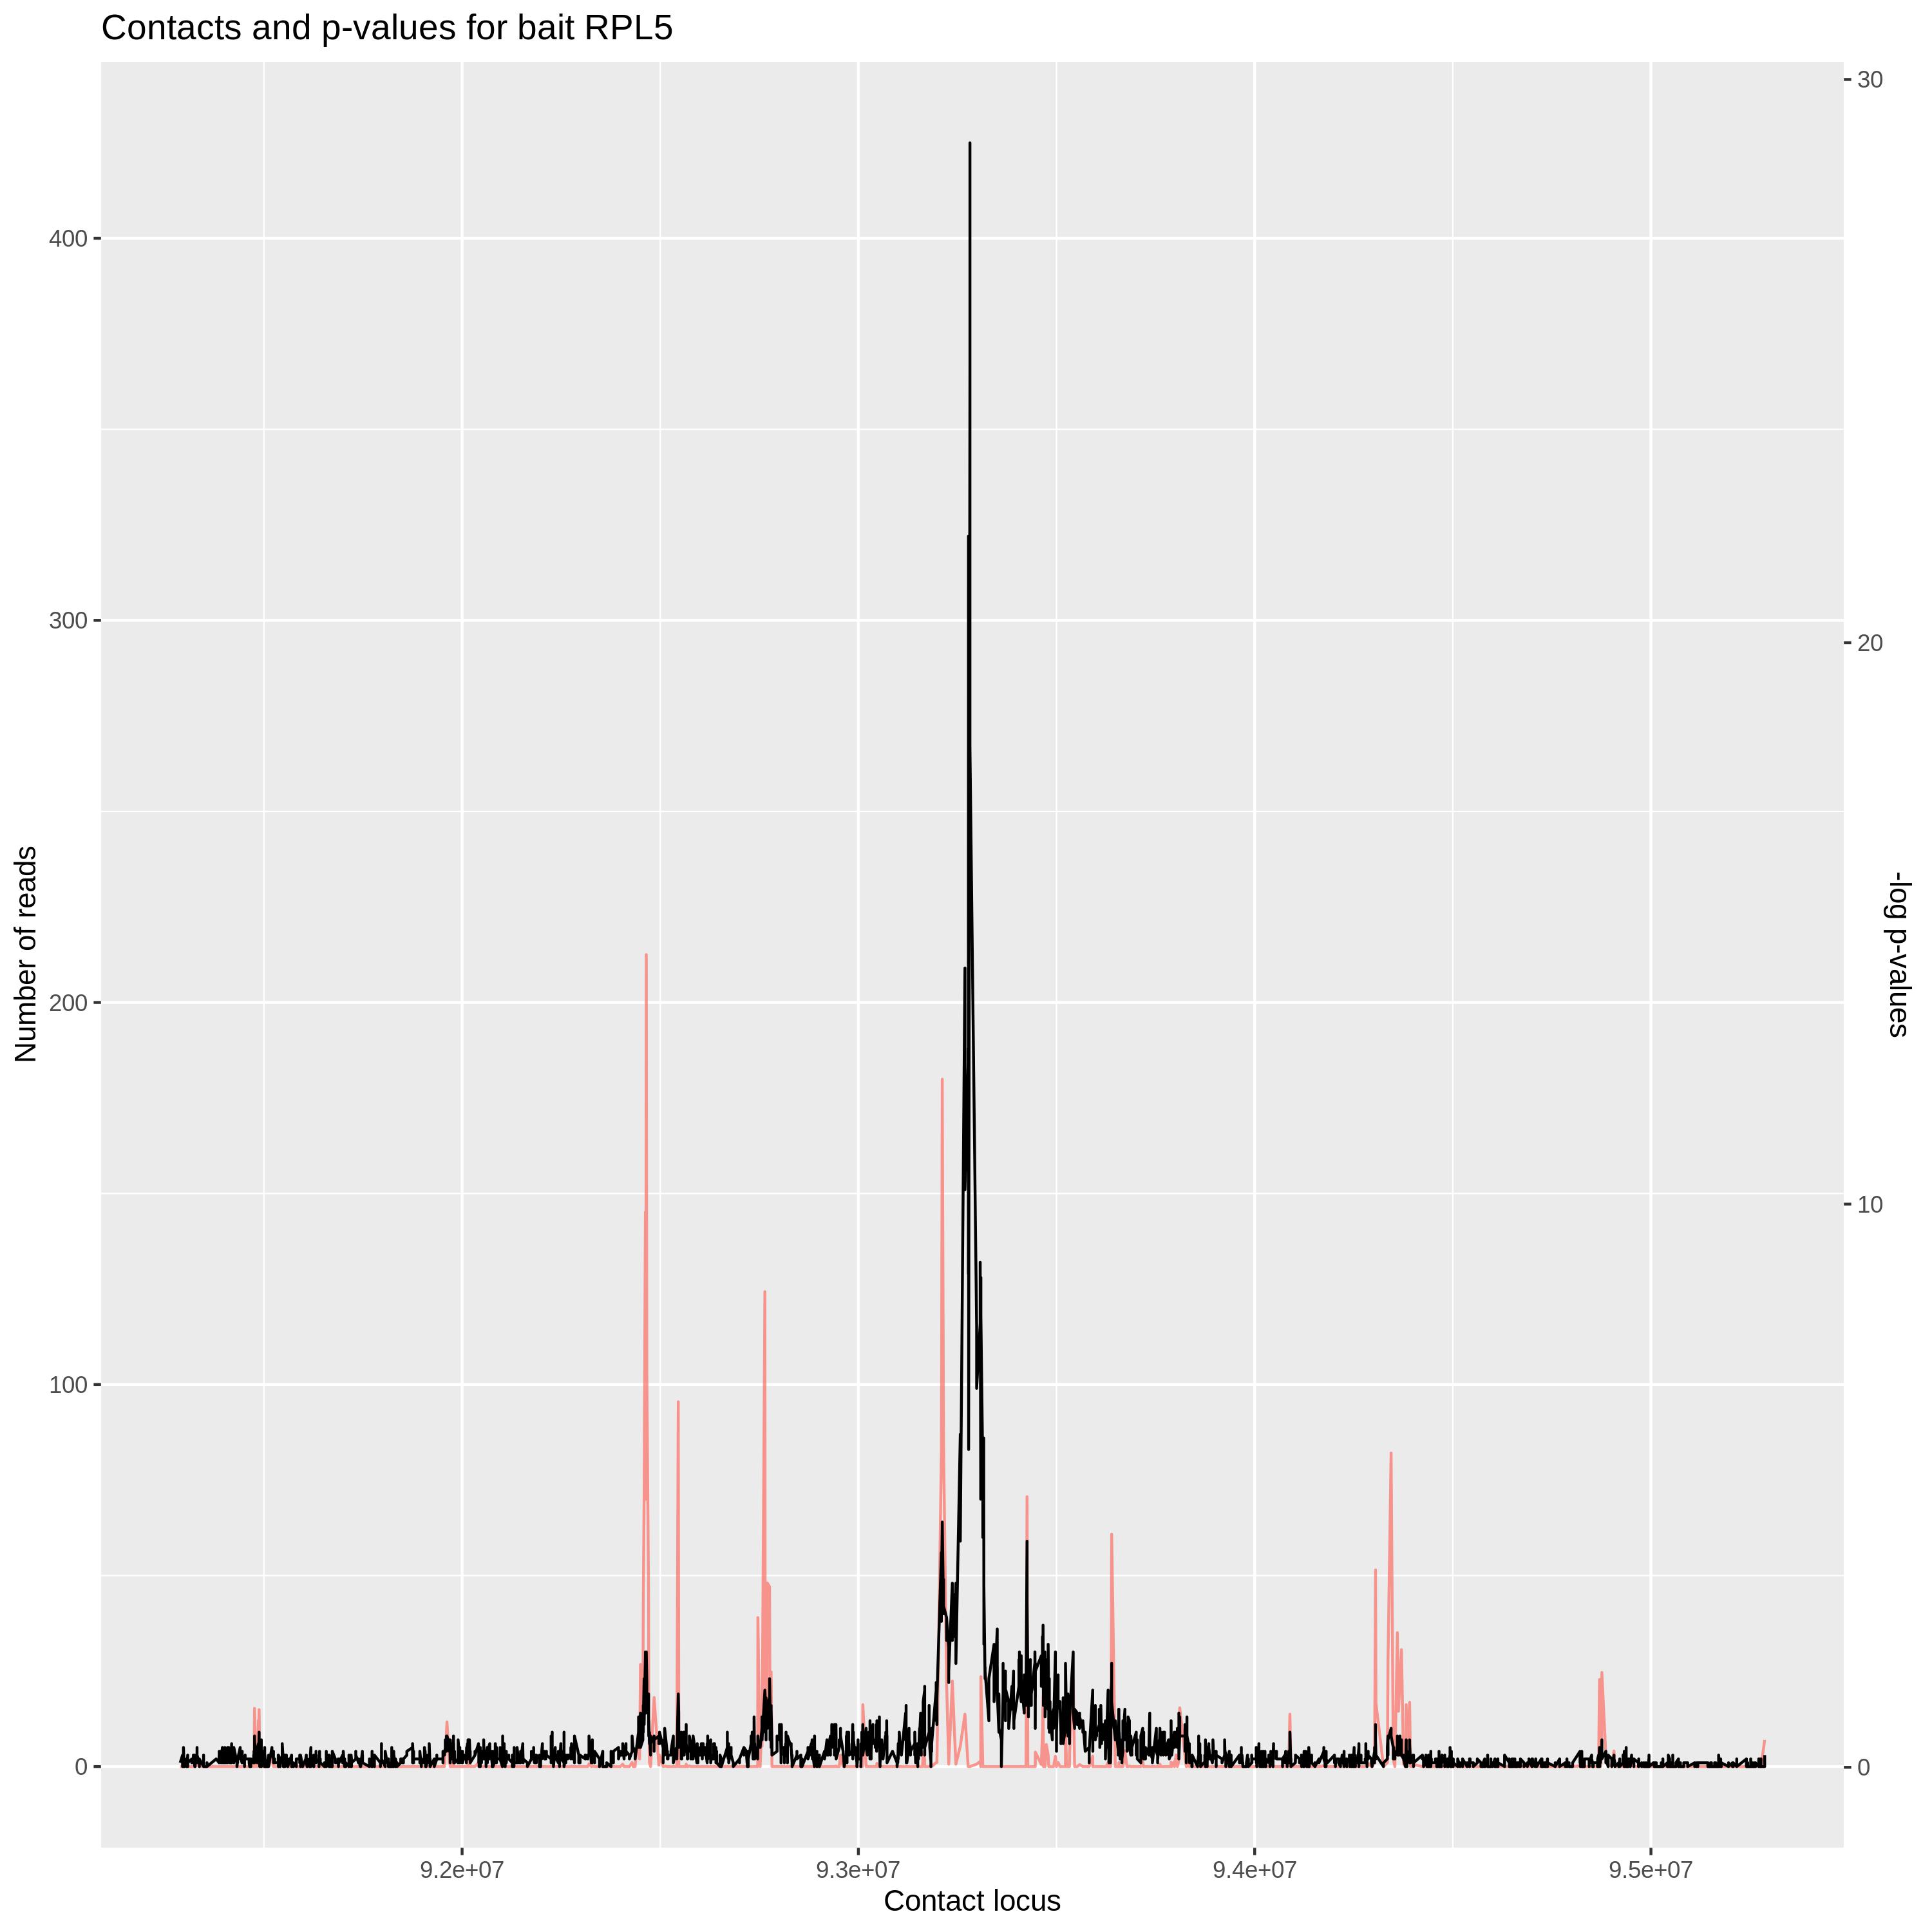 Contacts and p-values for bait RPL5
400
300
200
100
0
30
20
10
0
Number of reads
-log p-values
9.2e+07
9.3e+07
9.4e+07
9.5e+07
Contact locus